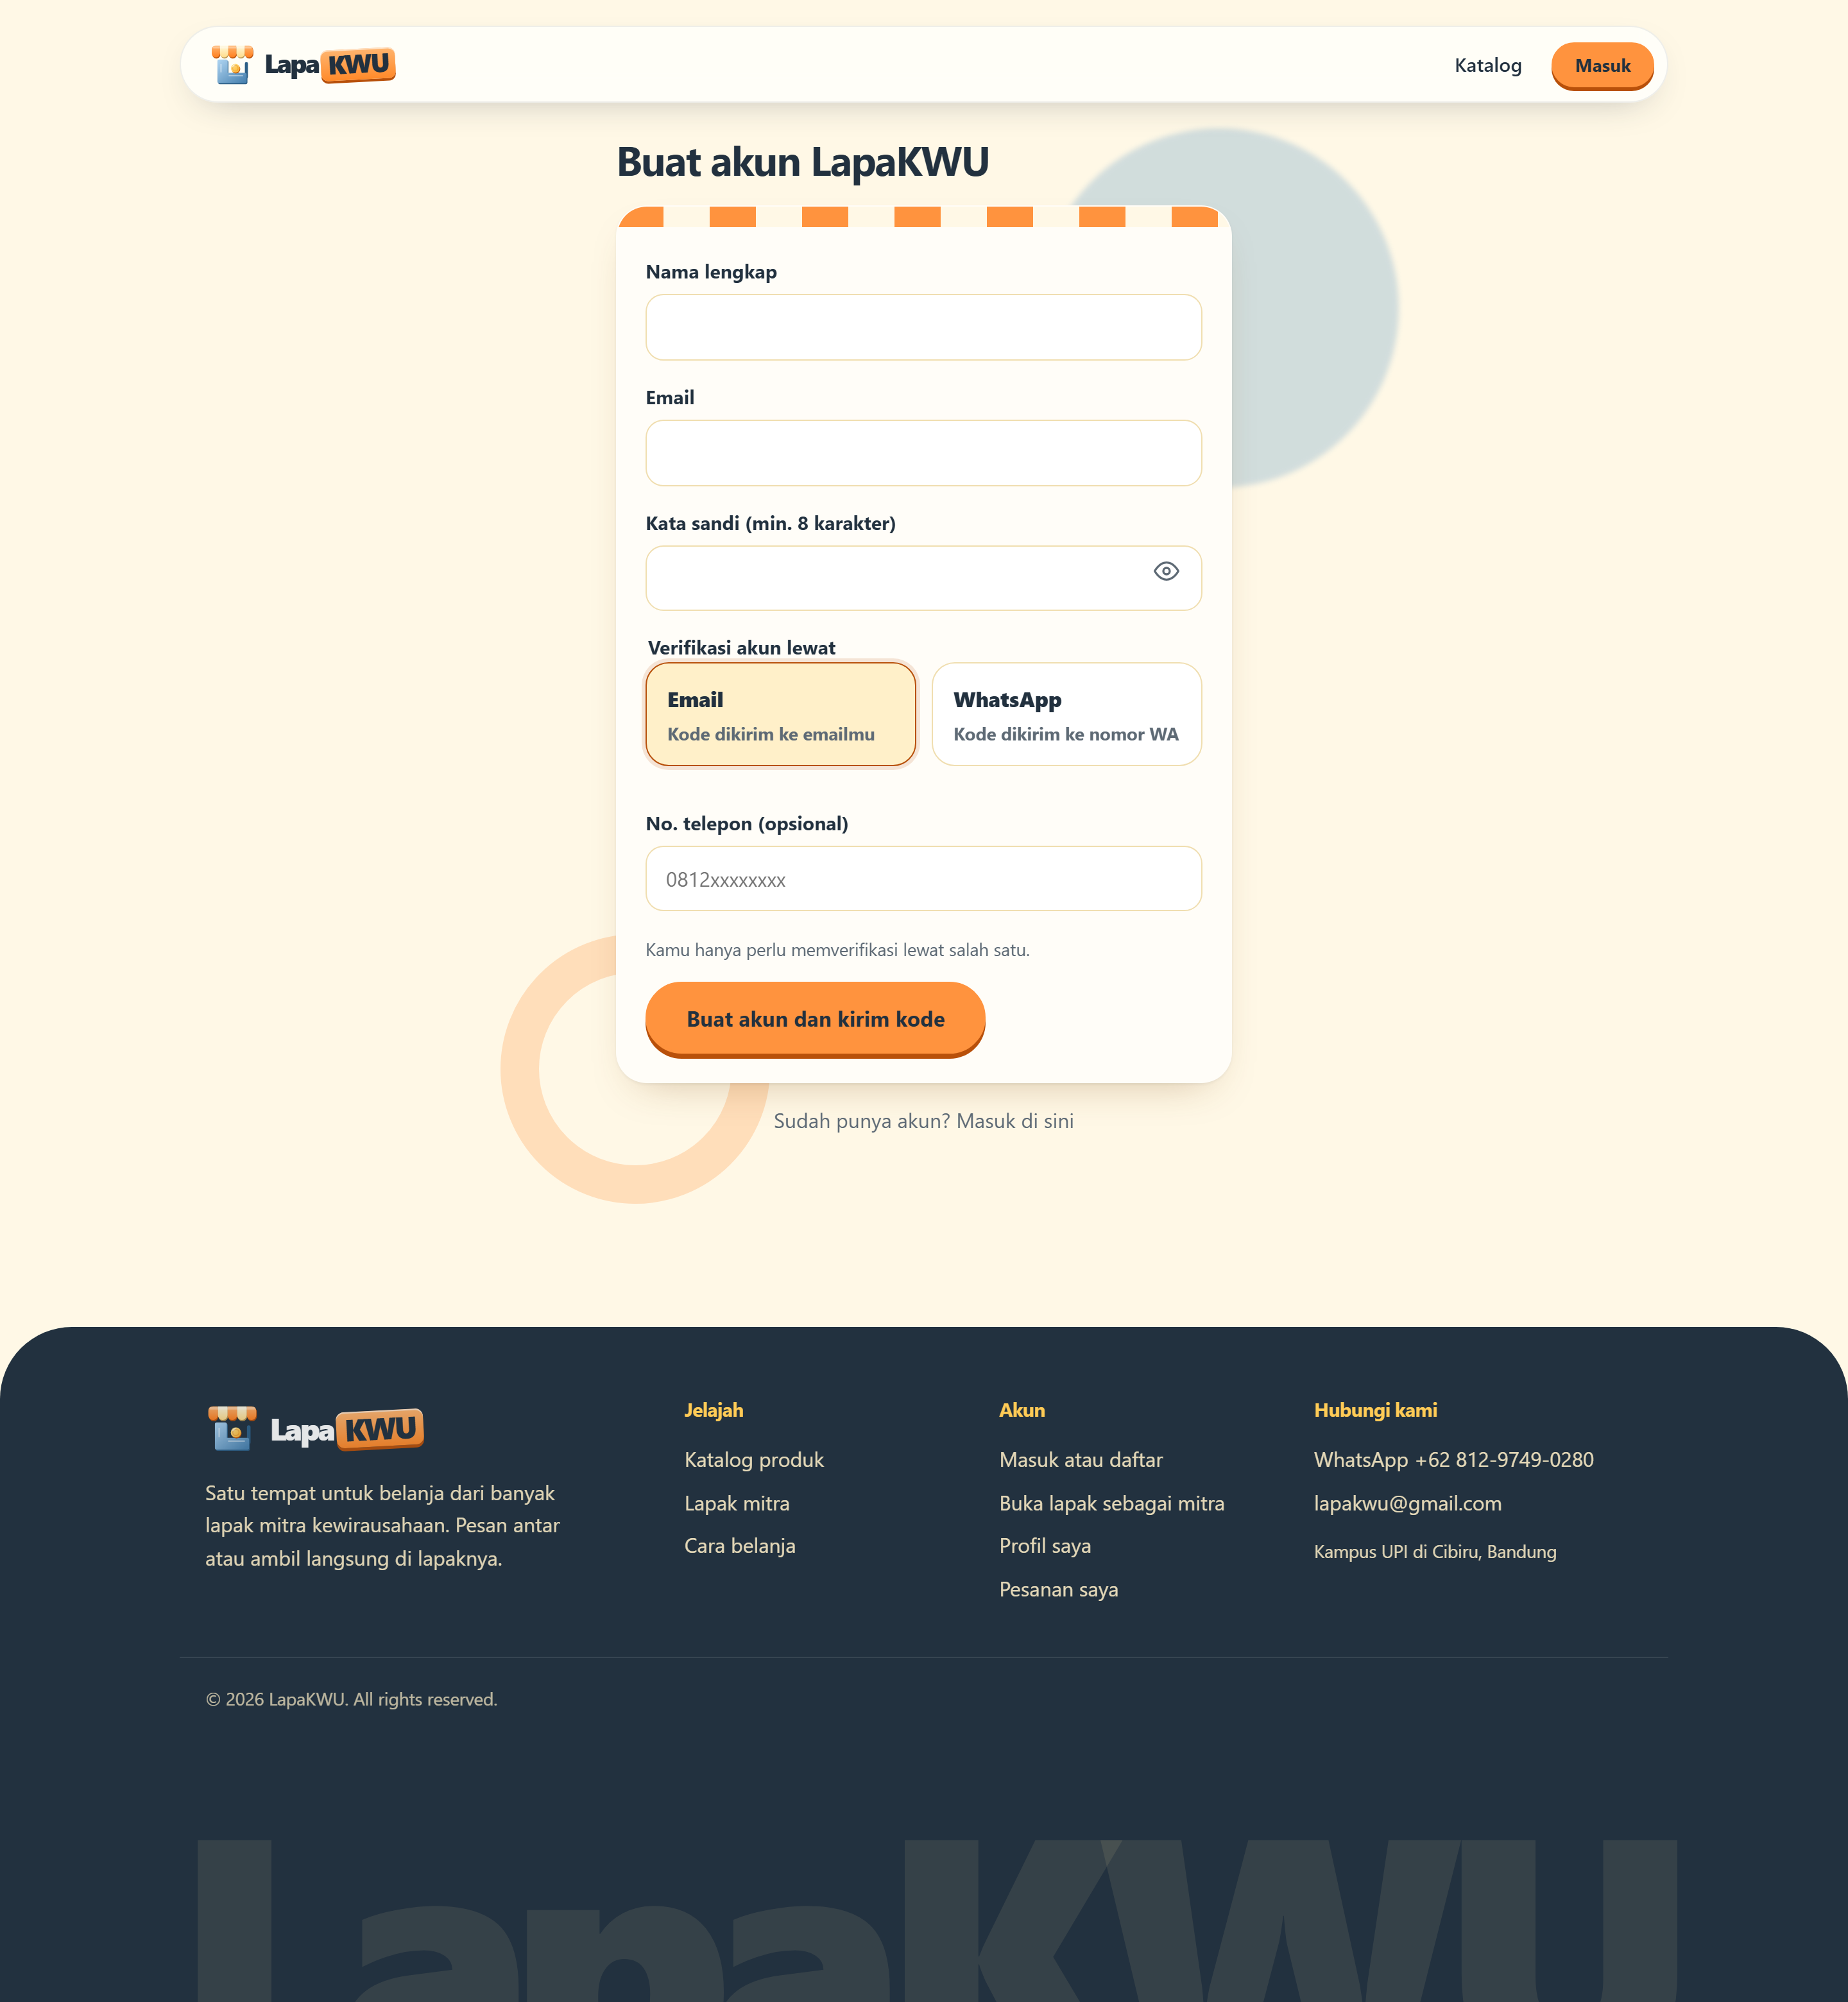 LapaKWU
Katalog
Masuk
Buat akun LapaKWU
Nama lengkap
Email
Kata sandi (min. 8 karakter)
Verifikasi akun lewat
Email
Kode dikirim ke emailmu
WhatsApp
Kode dikirim ke nomor WA
No. telepon (opsional)
0812xxxxxxxx
Kamu hanya perlu memverifikasi lewat salah satu.
Buat akun dan kirim kode
Sudah punya akun? Masuk di sini
LapaKWU
Satu tempat untuk belanja dari banyak
lapak mitra kewirausahaan. Pesan antar
atau ambil langsung di lapaknya.
Jelajah
Katalog produk
Lapak mitra
Cara belanja
Akun
Masuk atau daftar
Buka lapak sebagai mitra
Profil saya
Pesanan saya
Hubungi kami
WhatsApp +62 812-9749-0280
lapakwu@gmail.com
Kampus UPI di Cibiru, Bandung
© 2026 LapaKWU. All rights reserved.
LapaKWU